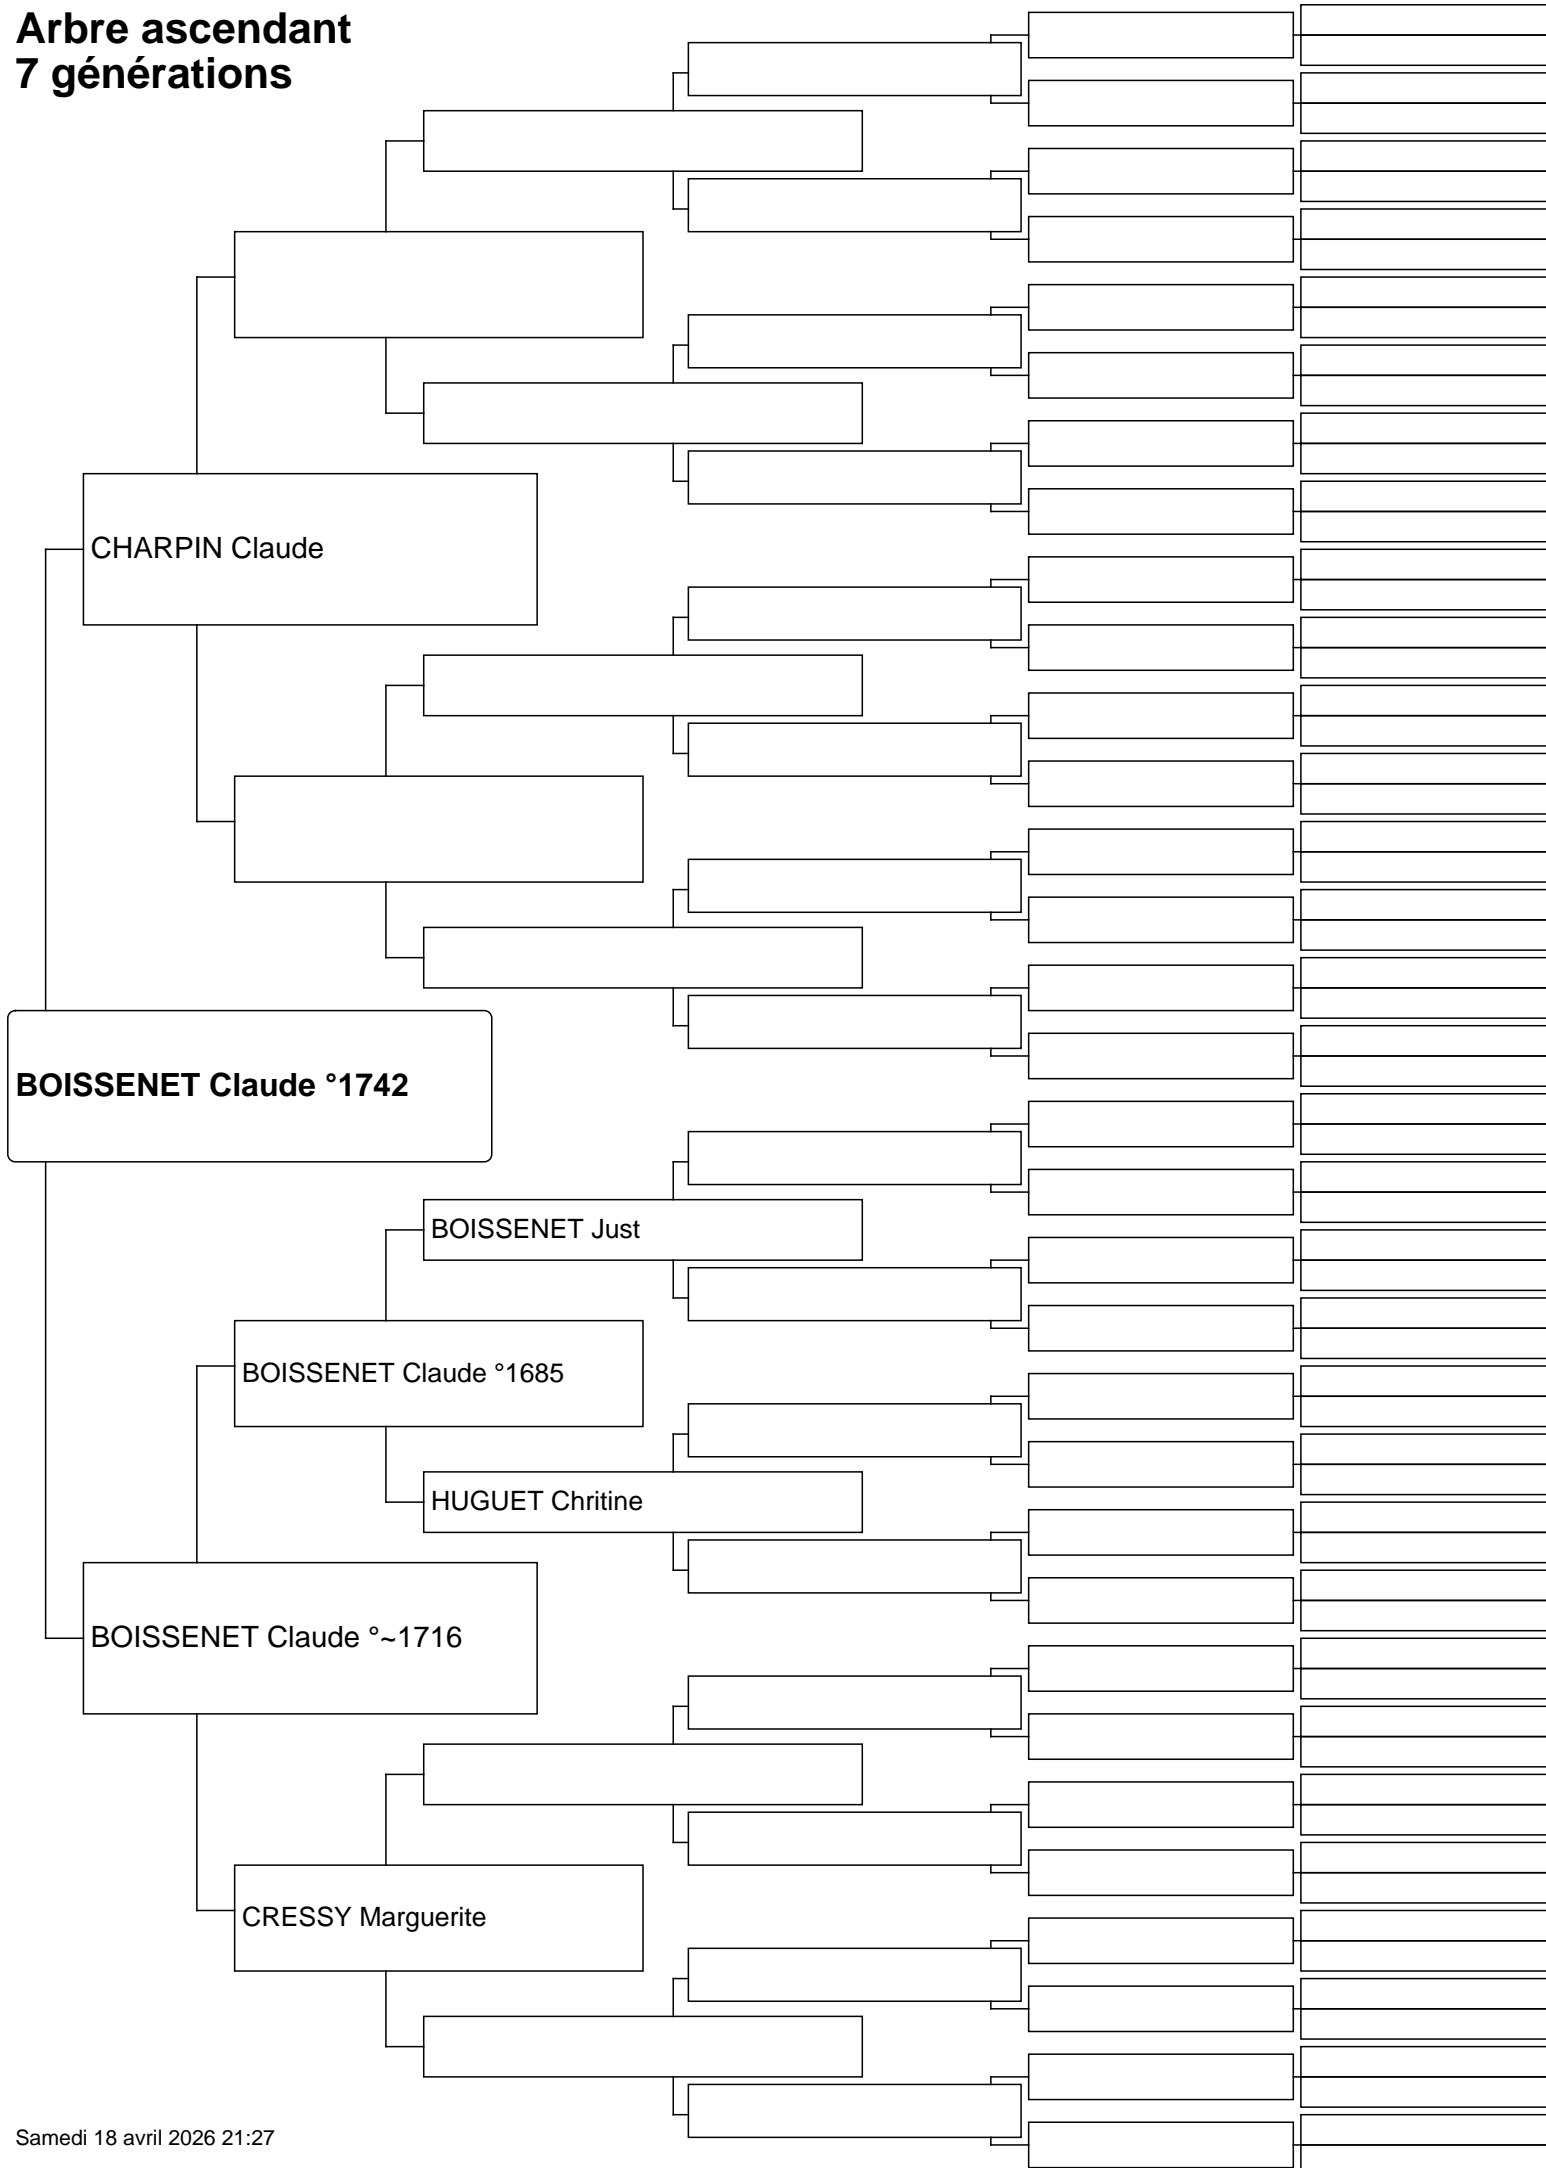 Arbre ascendant
7 générations
CHARPIN Claude
BOISSENET Claude °1742
BOISSENET Just
BOISSENET Claude °1685
HUGUET Chritine
BOISSENET Claude °~1716
CRESSY Marguerite
Samedi 18 avril 2026 21:27